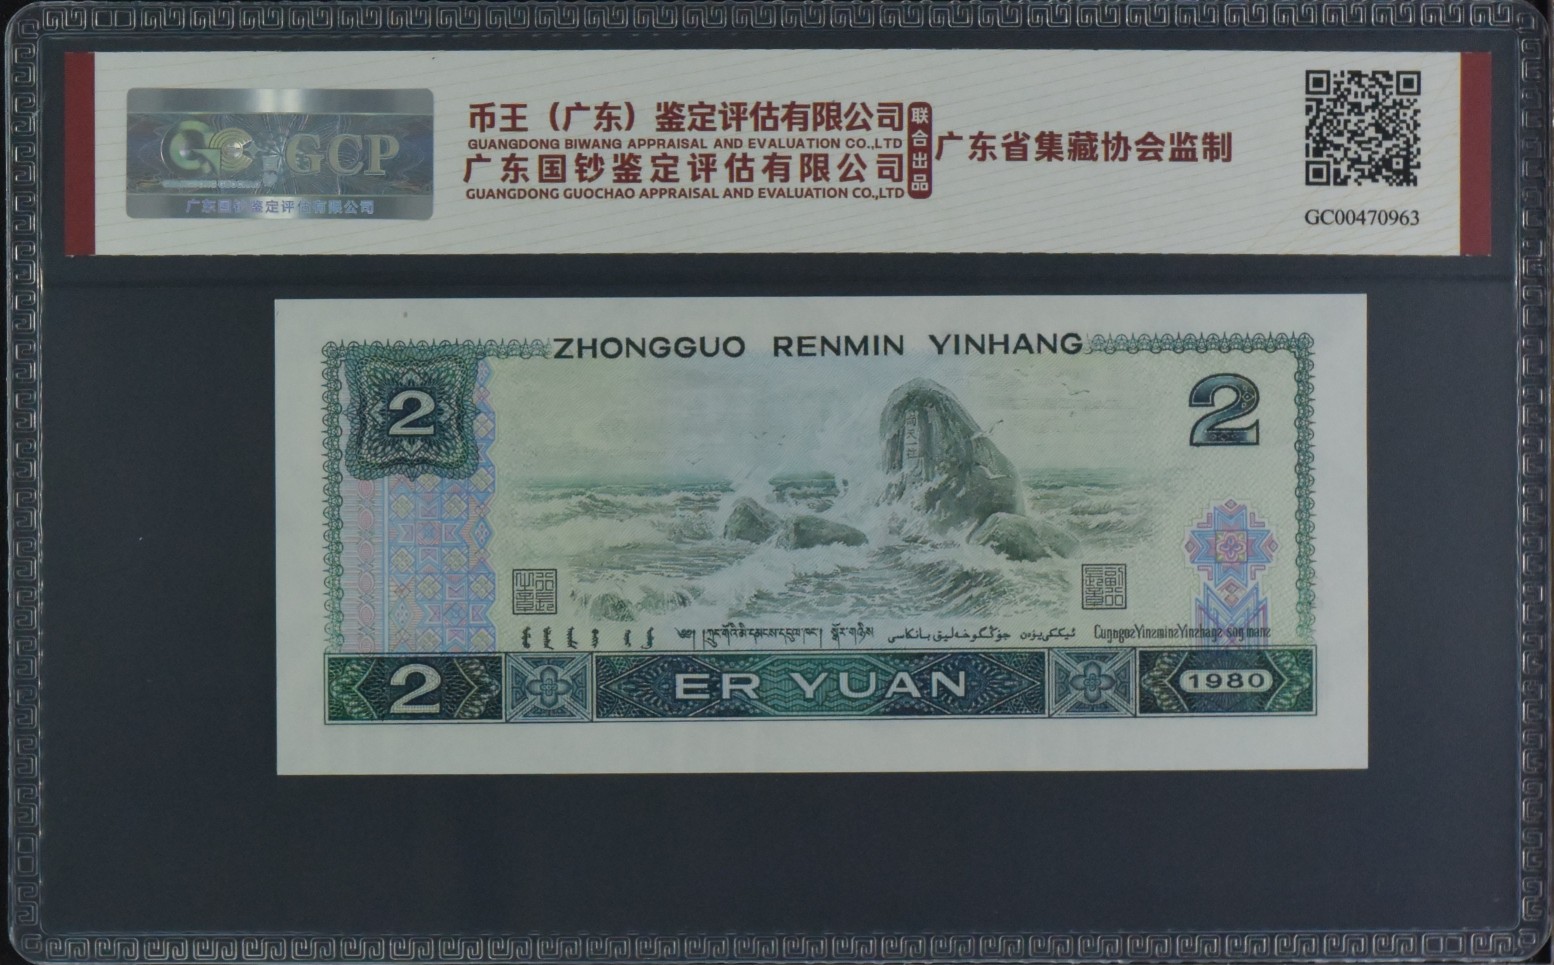 GCP
广东国钞鉴定评估有限公司
币王（广东）鉴定评估有限公司
GUANGDONG BIWANG APPRAISAL AND EVALUATION CO.,LTD
广东国钞鉴定评估有限公司
GUANGDONG GUOCHAO APPRAISAL AND EVALUATION CO.,LTD
联合出品
广东省集藏协会监制
GC00470963
ZHONGGUO RENMIN YINHANG
2
2
2
ER YUAN
1980